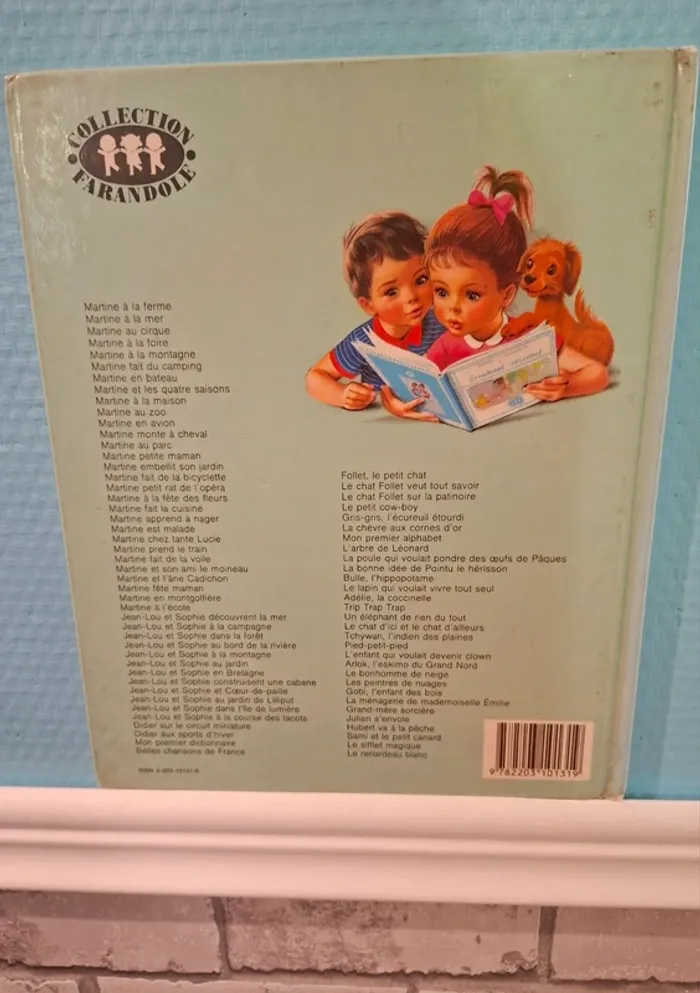 COLLECTION
FARANDOLE
Martine à la ferme
Martine à la mer
Martine au cirque
Martine à la foire
Martine à la montagne
Martine fait du camping
Martine en bateau
Martine et les quatre saisons
Martine à la maison
Martine au zoo
Martine en avion
Martine monte à cheval
Martine au parc
Martine petite maman
Martine embellit son jardin
Martine fait de la bicyclette
Martine petit rat de l'opéra
Martine à la fête des fleurs
Martine fait la cuisine
Martine apprend à nager
Martine est malade
Martine chez tante Lucie
Martine prend le train
Martine fait de la voile
Martine et son ami le moineau
Martine et l'âne Cadichon
Martine fête maman
Martine en montgolfière
Martine à l'école
Jean-Lou et Sophie découvrent la mer
Jean-Lou et Sophie à la campagne
Jean-Lou et Sophie dans la forêt
Jean-Lou et Sophie au bord de la rivière
Jean-Lou et Sophie à la montagne
Jean-Lou et Sophie au jardin
Jean-Lou et Sophie en Bretagne
Jean-Lou et Sophie construisent une cabane
Jean-Lou et Sophie et Cœur-de-paille
Jean-Lou et Sophie au jardin de Lilliput
Jean-Lou et Sophie dans l'île de lumière
Jean-Lou et Sophie à la course des tacots
Didier sur le circuit miniature
Didier aux sports d'hiver
Mon premier dictionnaire
Belles chansons de France
Follet, le petit chat
Le chat Follet veut tout savoir
Le chat Follet sur la patinoire
Le petit cow-boy
Gris-gris, l'écureuil étourdi
La chèvre aux cornes d'or
Mon premier alphabet
L'arbre de Léonard
La poule qui voulait pondre des œufs de Pâques
La bonne idée de Pointu le hérisson
Bulle, l'hippopotame
Le lapin qui voulait vivre tout seul
Adélie, la coccinelle
Trip Trap Trap
Un éléphant de rien du tout
Le chat d'ici et le chat d'ailleurs
Tchywan, l'indien des plaines
Pied-petit-pied
L'enfant qui voulait devenir clown
Arlok, l'eskimo du Grand Nord
Le bonhomme de neige
Les peintres de nuages
Gobi, l'enfant des bois
La ménagerie de mademoiselle Émilie
Grand-mère sorcière
Julien s'envole
Hubert va à la pêche
Sami et le petit canard
Le sifflet magique
Le renardeau blanc
ISBN 2-203-10131-9
9 782203 101319